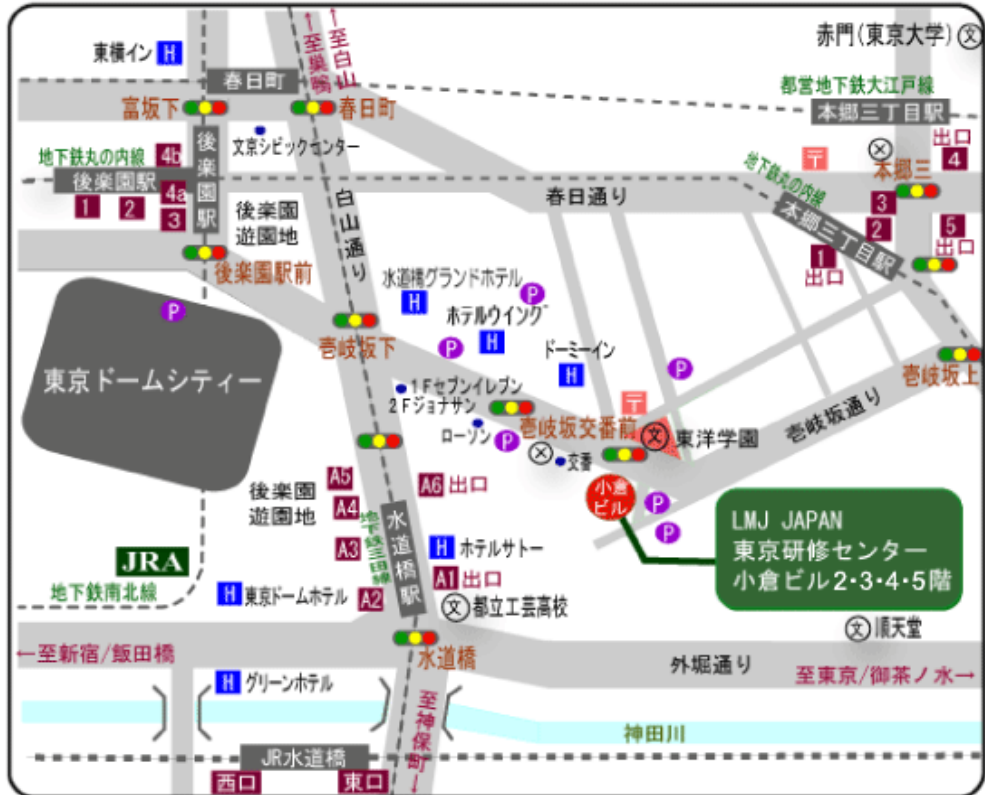 ←至巣鴨
←至白山
赤門(東京大学) 文
東横イン H
春日町
都営地下鉄大江戸線
富坂下
春日町
本郷三丁目駅
出口
4
文京シビックセンター
地下鉄丸の内線
4b
後楽園駅
後楽園駅
4a
1
2
3
〒
本郷三
地下鉄丸の内線
3
2
本郷三丁目駅
5
出口
1
出口
春日通り
白山通り
後楽園
遊園地
後楽園駅前
水道橋グランドホテル
H
P
P
ホテルウイング
H
壱岐坂下
P
ドーミーイン
H
P
壱岐坂上
東京ドームシティー
1Fセブンイレブン
2Fジョナサン
〒
壱岐坂通り
ローソン
P
壱岐坂交番前
文 東洋学園
交番
A5
A6 出口
後楽園
遊園地
A4
小倉
ビル
P
P
LMJ JAPAN
東京研修センター
小倉ビル2・3・4・5階
地下鉄三田線
水道橋駅
A3
H ホテルサトー
JRA
A1 出口
地下鉄南北線
H 東京ドームホテル
A2
文 都立工芸高校
文 順天堂
←至新宿/飯田橋
水道橋
外堀通り
至東京/御茶ノ水→
H グリーンホテル
至神保町→
神田川
JR水道橋
西口
東口